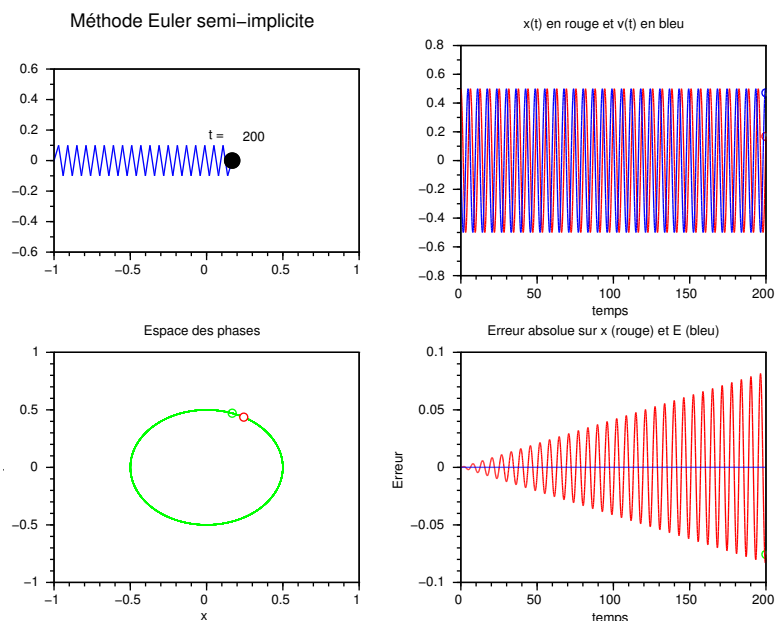 Méthode Euler semi−implicite
0.6
0.4
0.2
0
−0.2
−0.4
−0.6
t = 200
−1 −0.5 0 0.5 1
x(t) en rouge et v(t) en bleu
0.8
0.6
0.4
0.2
0
−0.2
−0.4
−0.6
−0.8
0 50 100 150 200
temps
Espace des phases
1
0.5
0
−0.5
−1
−1 −0.5 0 0.5 1
x
Erreur absolue sur x (rouge) et E (bleu)
0.1
0.05
0
−0.05
−0.1
Erreur
0 50 100 150 200
temps